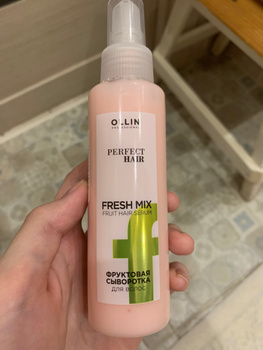 OLLIN
PROFESSIONAL
PERFECT
HAIR
FRESH MIX
FRUIT HAIR SERUM
f
ФРУКТОВАЯ
СЫВОРОТКА
для волос